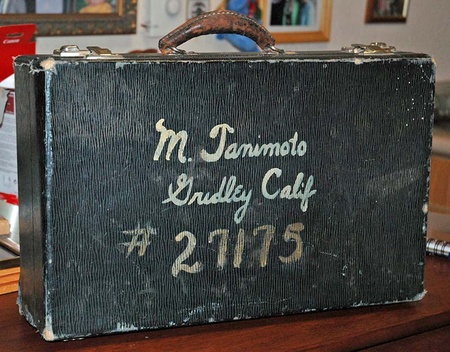 M. Tanimoto
Gridley Calif
# 27175